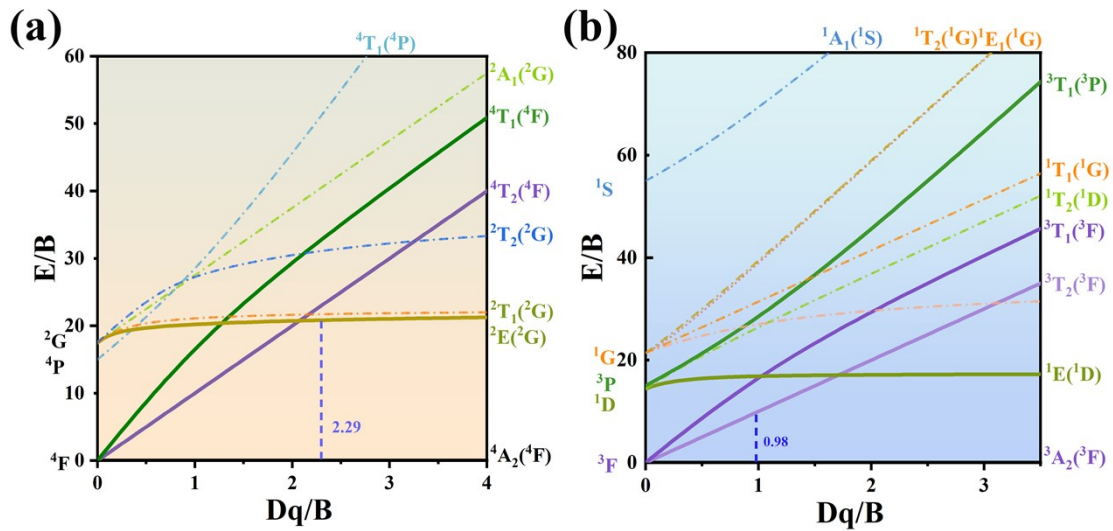 (a)
⁴T₁(⁴P)
60
50
40
30
20
10
0
E/B
²G
⁴P
⁴F
²A₁(²G)
⁴T₁(⁴F)
⁴T₂(⁴F)
²T₂(²G)
²T₁(²G)
²E(²G)
⁴A₂(⁴F)
2.29
0 1 2 3 4
Dq/B
(b)
¹A₁(¹S)
¹T₂(¹G)¹E₁(¹G)
80
60
40
20
0
E/B
¹S
¹G
³P
¹D
³F
³T₁(³P)
¹T₁(¹G)
¹T₂(¹D)
³T₁(³F)
³T₂(³F)
¹E(¹D)
³A₂(³F)
0.98
0 1 2 3
Dq/B